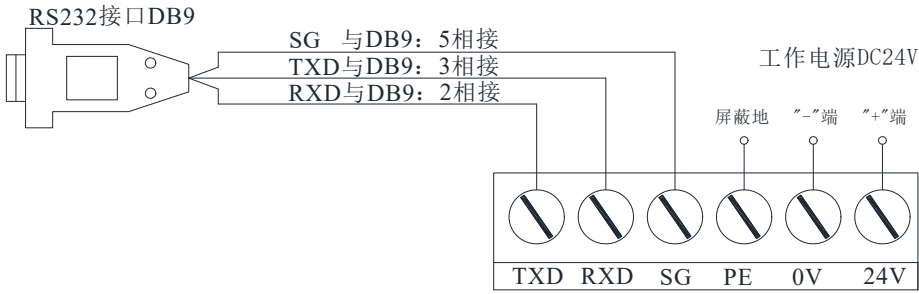 RS232接口DB9
SG 与DB9：5相接
TXD与DB9：3相接
RXD与DB9：2相接
工作电源DC24V
屏蔽地 "-"端 "+"端
TXD RXD SG PE 0V 24V